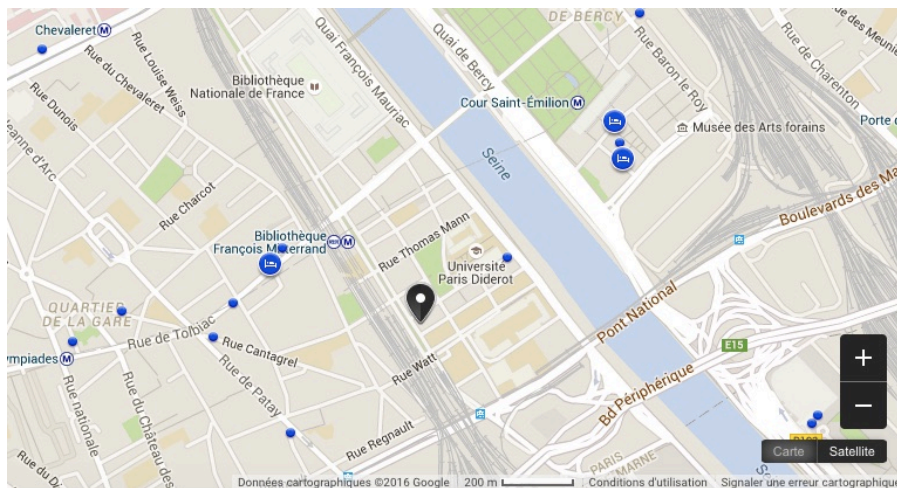 Chevaleret
DE BERCY
Rue Louise Weiss
Quai François Mauriac
Quai de Bercy
Rue Baron le Roy
Rue de Charenton
Rue du Chevaleret
Rue Dunois
Bibliothèque
Nationale de France
Cour Saint-Émilion
Musée des Arts forains
Porte d
Jeanne d'Arc
Seine
Rue Charcot
Boulevards des Ma
Rue Thomas Mann
Bibliothèque
François M terrand
Université
Paris Diderot
QUARTIER
DE LA GARE
Rue de Tolbiac
Pont National
ympiades
Rue Cantagrel
Rue Watt
E15
Bd Périphérique
Rue nationale
Rue du Château des
Rue de Patay
Rue Regnault
Rue du
PARIS
MARNE
+
−
Carte
Satellite
Données cartographiques ©2016 Google
200 m
Conditions d'utilisation
Signaler une erreur cartographique